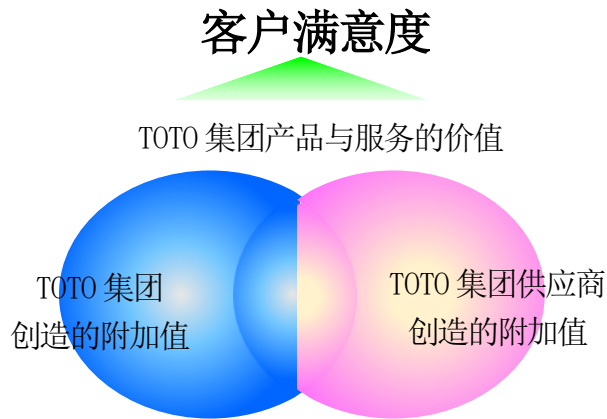 客户满意度
TOTO 集团产品与服务的价值
TOTO 集团
创造的附加值
TOTO 集团供应商
创造的附加值